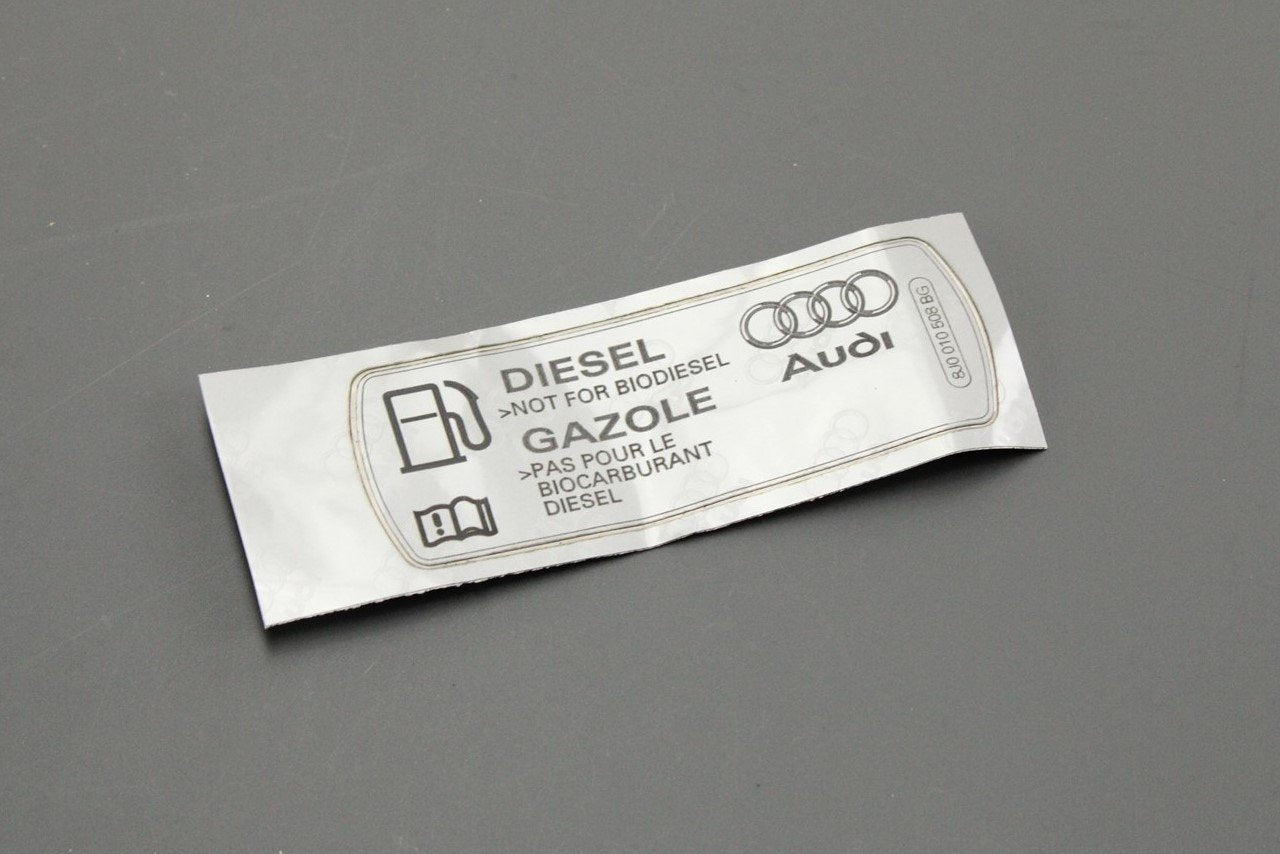 DIESEL
>NOT FOR BIODIESEL
GAZOLE
>PAS POUR LE
BIOCARBURANT
DIESEL
!
Audi
8J0 010 508 BG